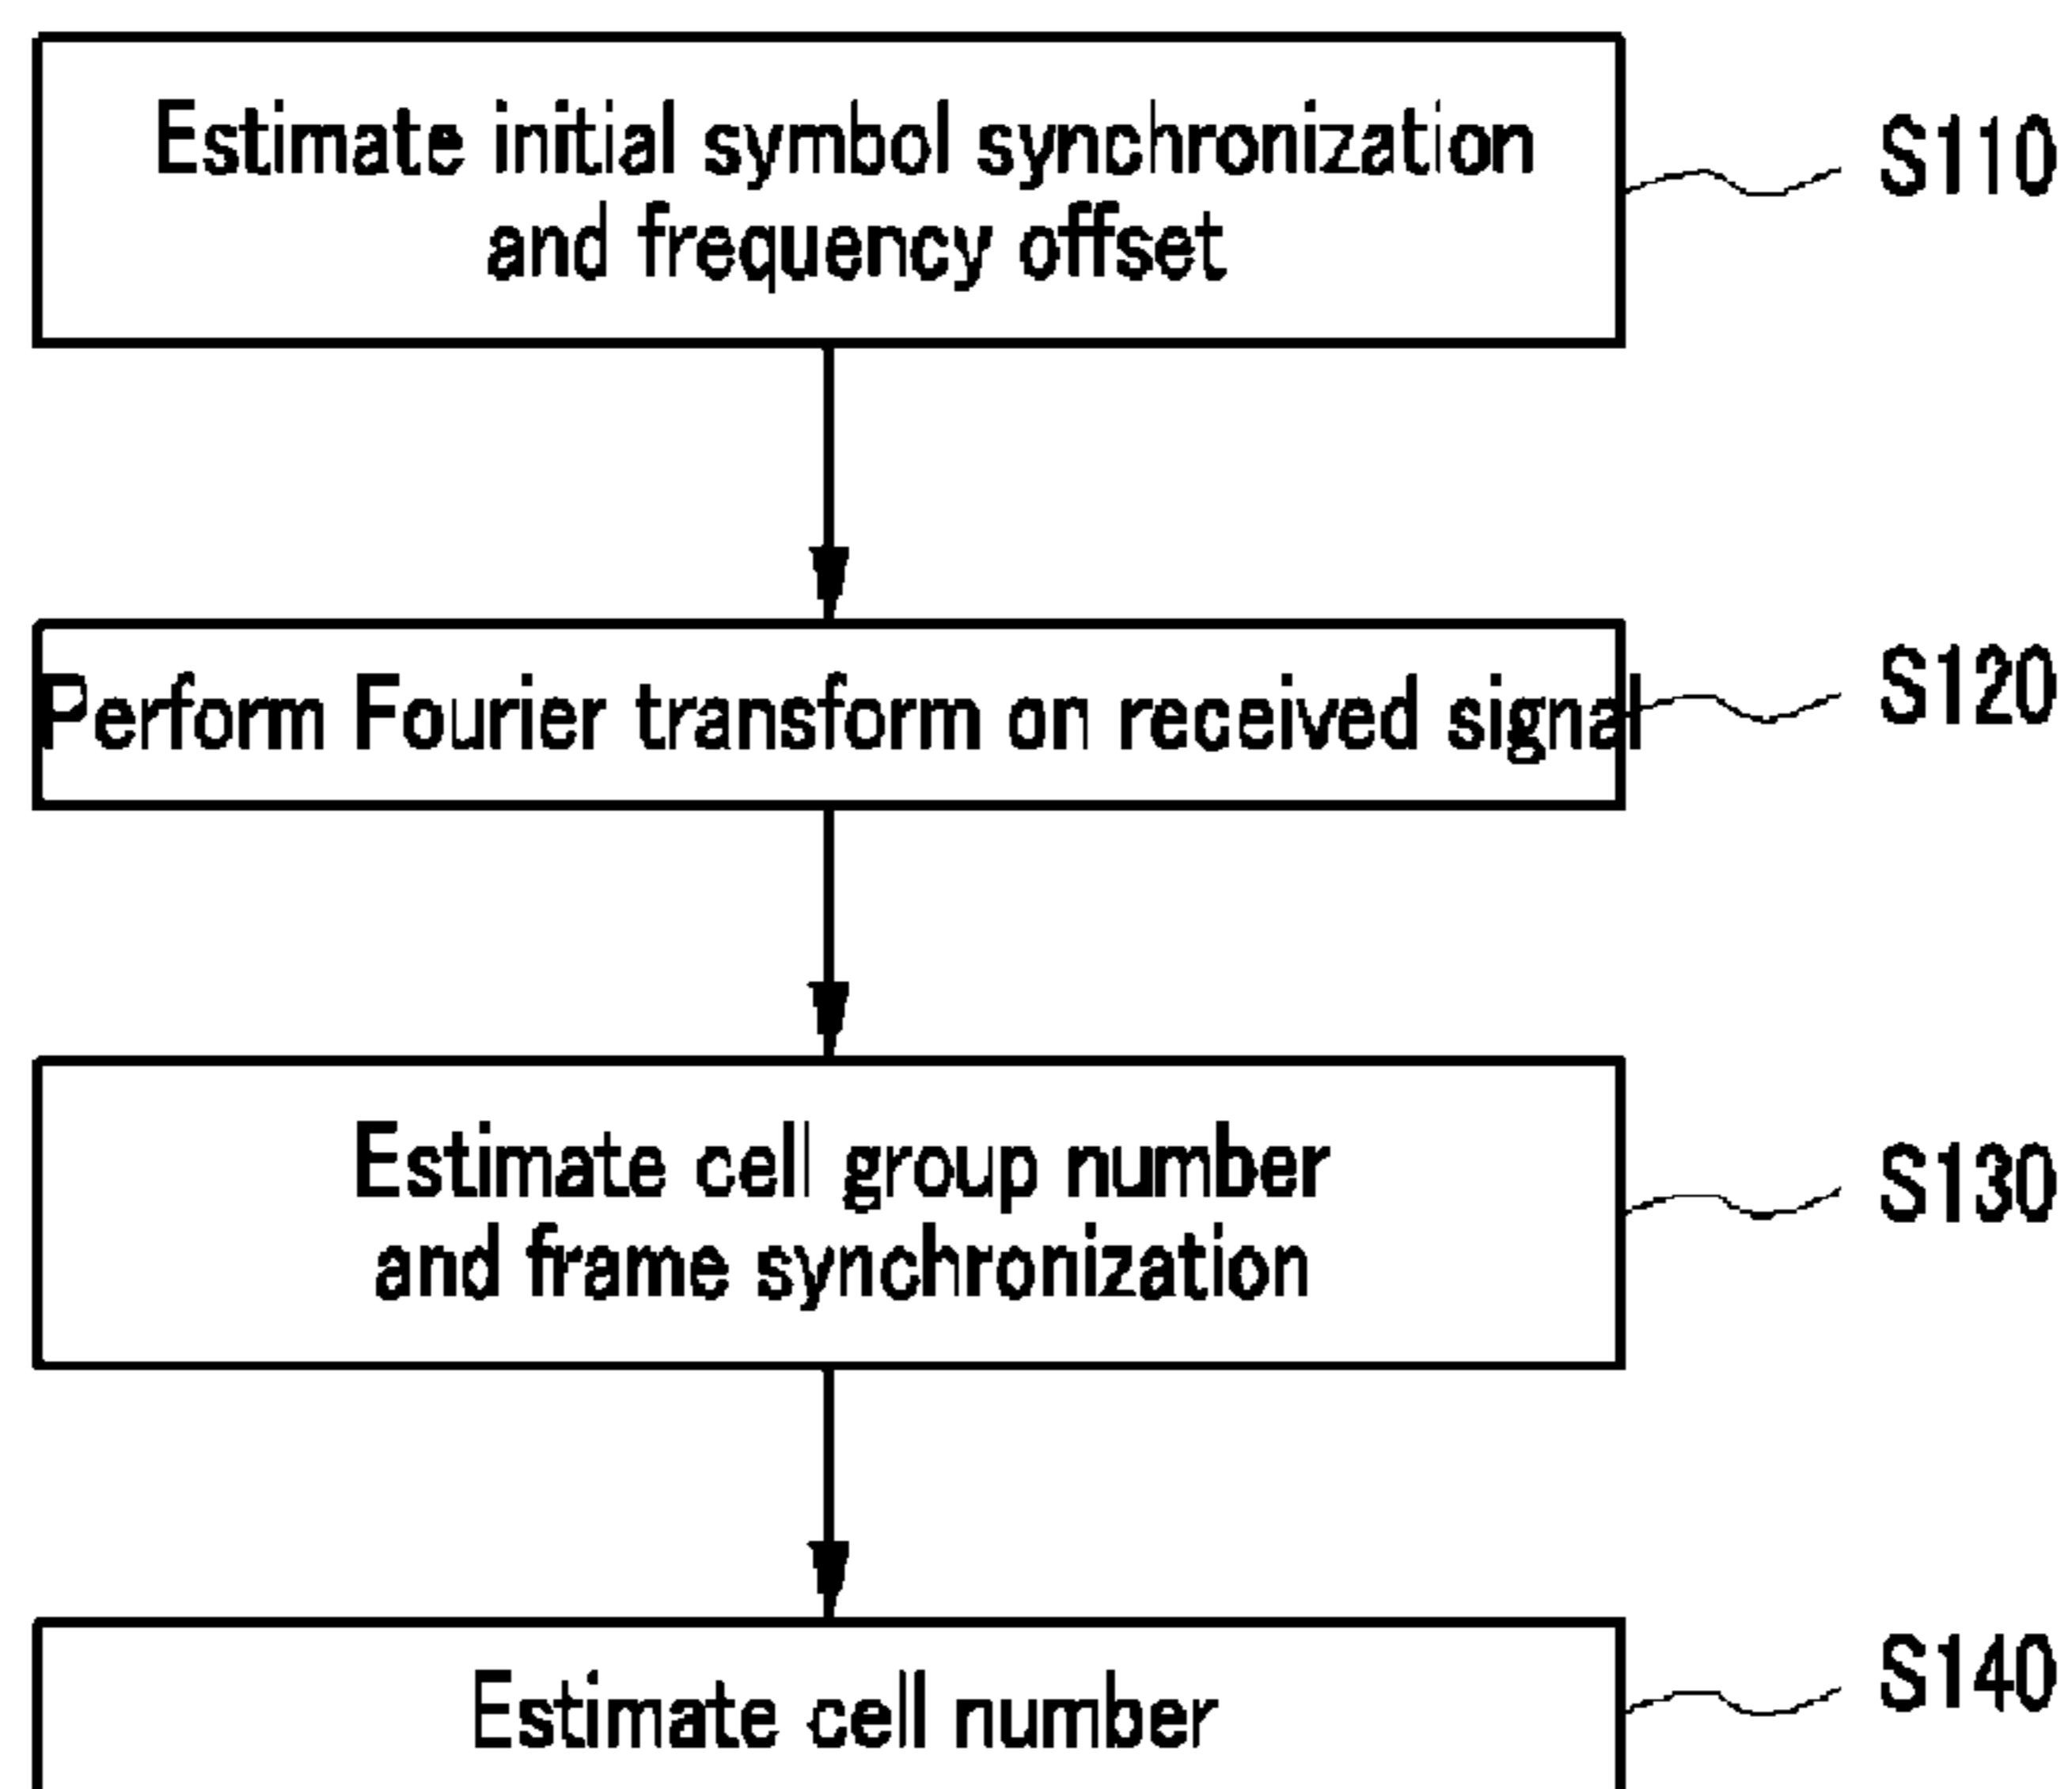 Estimate initial symbol synchronization
and frequency offset
S110
Perform Fourier transform on received signal
S120
Estimate cell group number
and frame synchronization
S130
Estimate cell number
S140